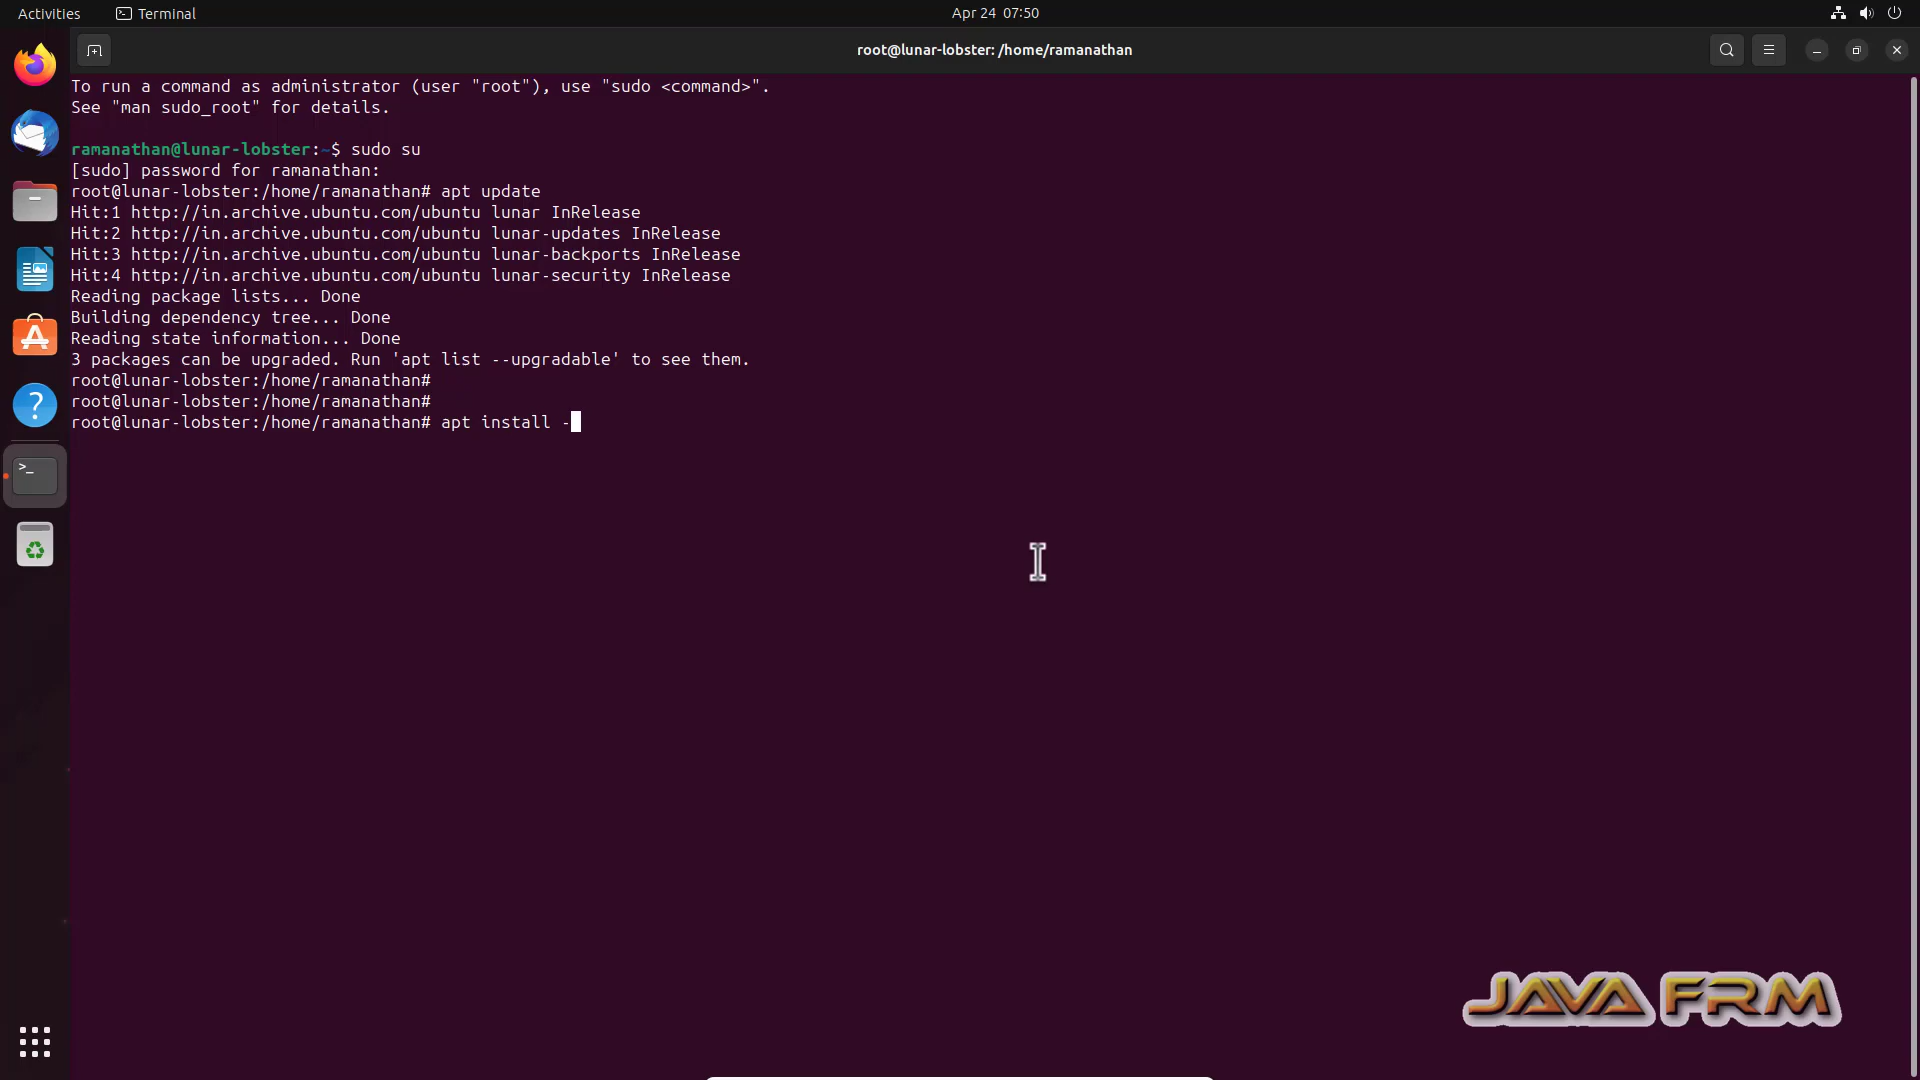 Activities
Terminal
Apr 24 07:50
root@lunar-lobster: /home/ramanathan
To run a command as administrator (user "root"), use "sudo <command>".
See "man sudo_root" for details.
ramanathan@lunar-lobster:~$ sudo su
[sudo] password for ramanathan:
root@lunar-lobster:/home/ramanathan# apt update
Hit:1 http://in.archive.ubuntu.com/ubuntu lunar InRelease
Hit:2 http://in.archive.ubuntu.com/ubuntu lunar-updates InRelease
Hit:3 http://in.archive.ubuntu.com/ubuntu lunar-backports InRelease
Hit:4 http://in.archive.ubuntu.com/ubuntu lunar-security InRelease
Reading package lists... Done
Building dependency tree... Done
Reading state information... Done
3 packages can be upgraded. Run 'apt list --upgradable' to see them.
root@lunar-lobster:/home/ramanathan#
root@lunar-lobster:/home/ramanathan#
root@lunar-lobster:/home/ramanathan# apt install -
JAVA FRM